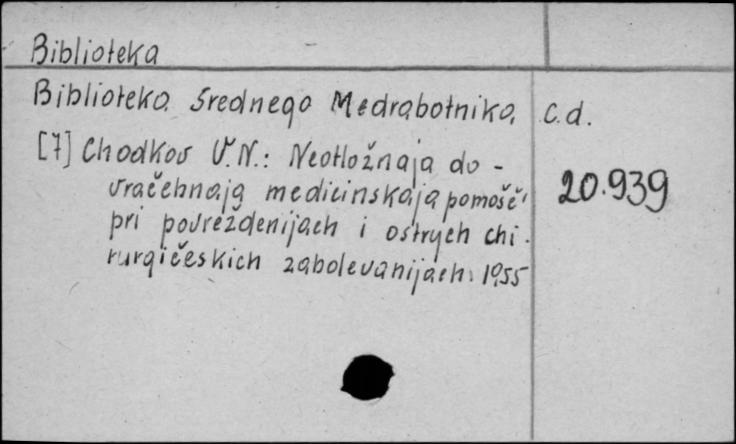 Biblioteka
Biblioteka Srednego Medrabotnika, c.d.
[7] Chodkov V. N.: Neotložnaja do-
vračebnaja medicinskaja pomošč' 20.939
pri povreždenijach i ostrych chi-
rurgičeskich zabolevanijach. 1955